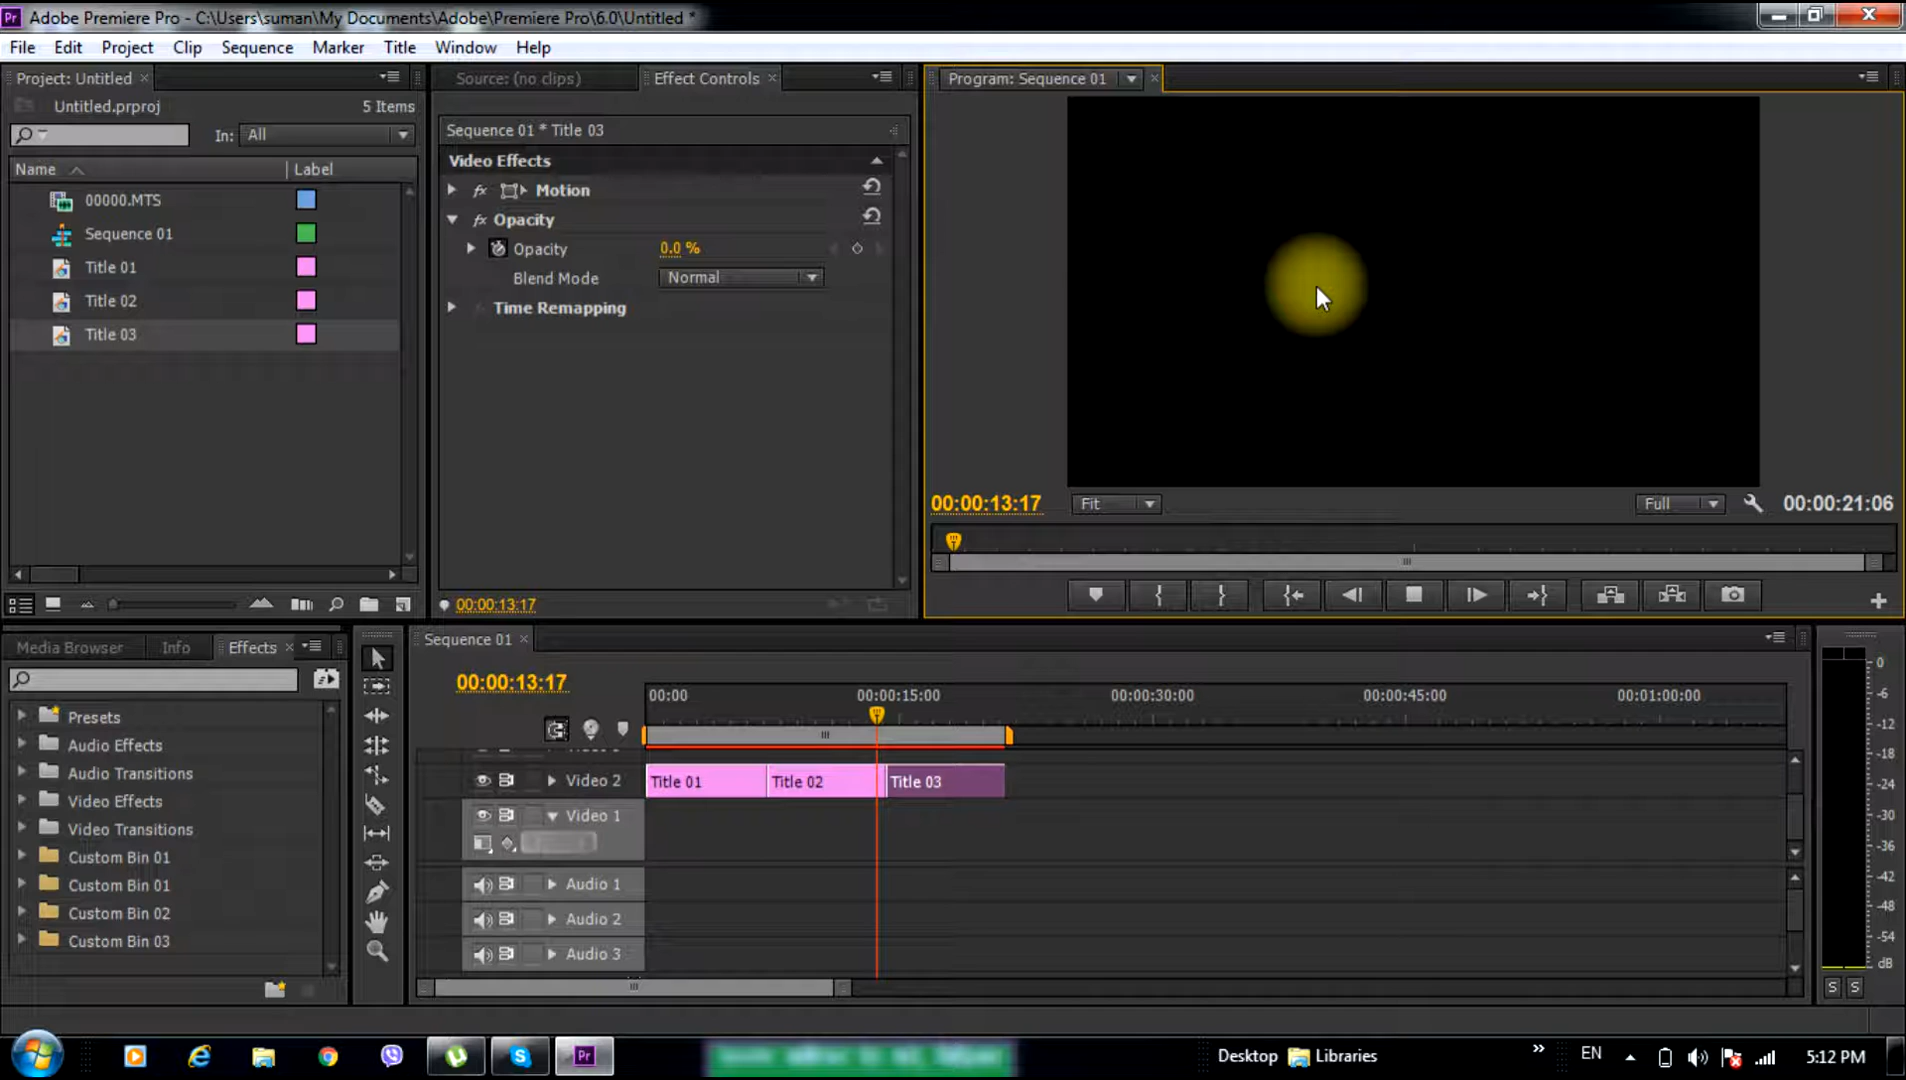 Adobe Premiere Pro - C:\Users\suman\My Documents\Adobe\Premiere Pro\6.0\Untitled *
File Edit Project Clip Sequence Marker Title Window Help
Project: Untitled
Untitled.prproj 5 Items
In: All
Name Label
00000.MTS
Sequence 01
Title 01
Title 02
Title 03
Source: (no clips) Effect Controls
Sequence 01 * Title 03
Video Effects
fx Motion
fx Opacity
Opacity 0.0 %
Blend Mode Normal
Time Remapping
00:00:13:17
Program: Sequence 01
00:00:13:17 Fit Full 00:00:21:06
Media Browser Info Effects
Presets
Audio Effects
Audio Transitions
Video Effects
Video Transitions
Custom Bin 01
Custom Bin 01
Custom Bin 02
Custom Bin 03
Sequence 01
00:00:13:17
00:00 00:00:15:00 00:00:30:00 00:00:45:00 00:01:00:00
Video 2 Title 01 Title 02 Title 03
Video 1
Audio 1
Audio 2
Audio 3
0
-6
-12
-18
-24
-30
-36
-42
-48
-54
dB
S S
Desktop Libraries EN 5:12 PM